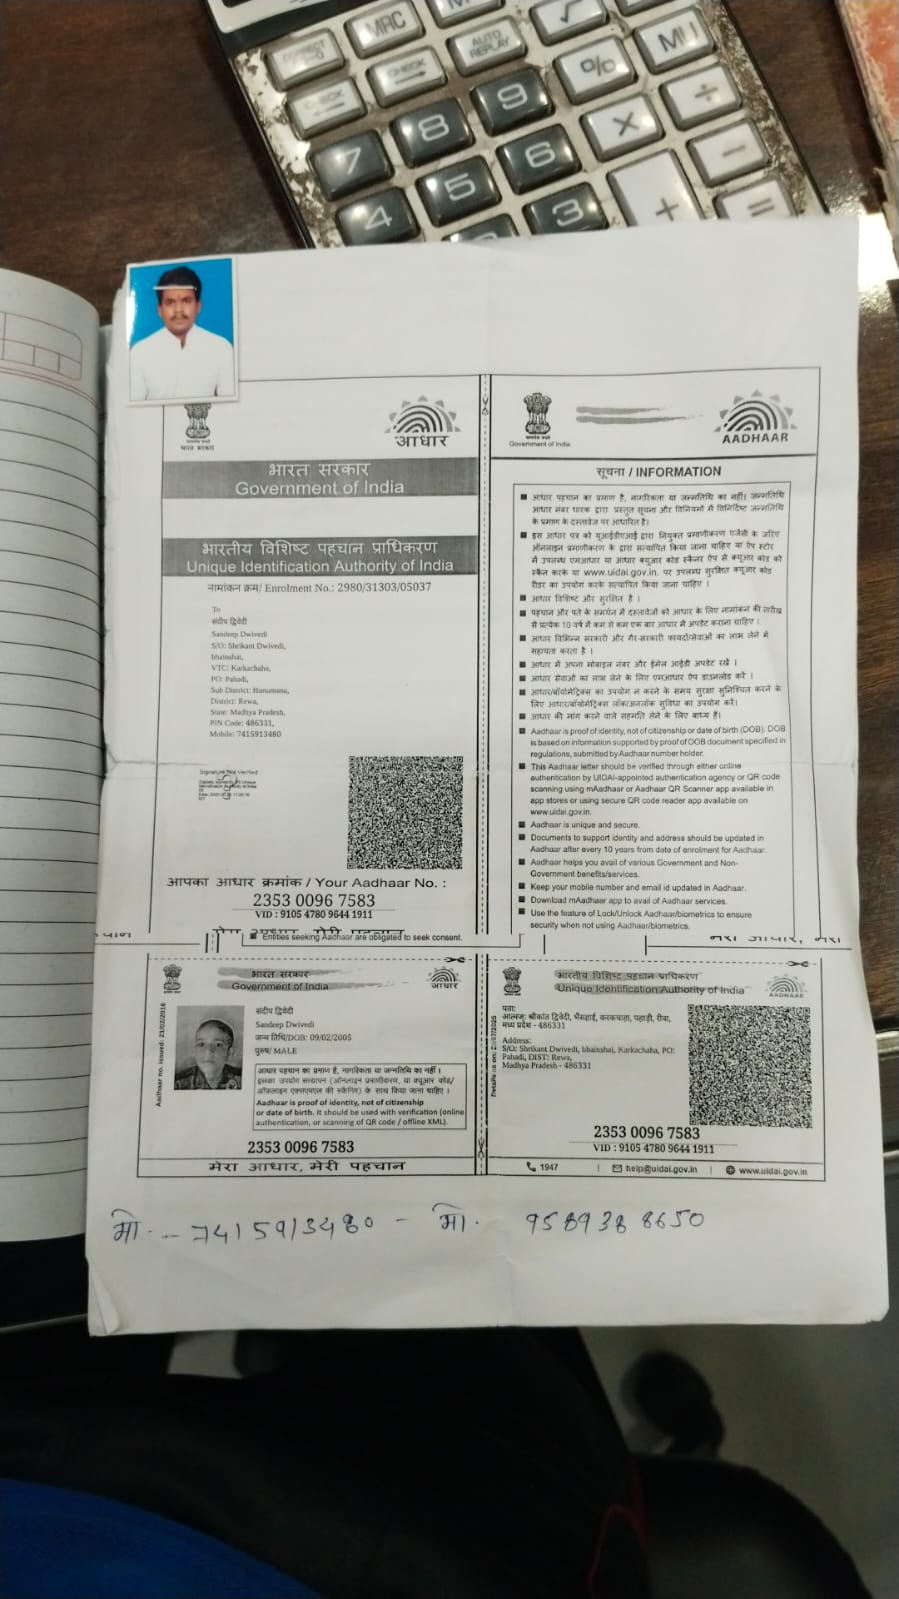 MRC
AUTO
REPLAY
√
%
MU
CHECK
CHECK
7
8
9
×
÷
4
5
6
−
3
+
=
भारत सरकार
आधार
Government of India
AADHAAR
भारत सरकार
Government of India
भारतीय विशिष्ट पहचान प्राधिकरण
Unique Identification Authority of India
नामांकन क्रम/ Enrolment No.: 2980/31303/05037
To
संदीप द्विवेदी
Sandeep Dwivedi
S/O: Shrikant Dwivedi,
bhainshai,
VTC: Karkachaha,
PO: Pahadi,
Sub District: Hanumana,
District: Rewa,
State: Madhya Pradesh,
PIN Code: 486331,
Mobile: 7415913480
Signature Not Verified
आपका आधार क्रमांक / Your Aadhaar No. :
2353 0096 7583
VID : 9105 4780 9644 1911
सूचना / INFORMATION
आधार पहचान का प्रमाण है, नागरिकता या जन्मतिथि का नहीं। जन्मतिथि
आधार नंबर धारक द्वारा प्रस्तुत सूचना और विनियमों में विनिर्दिष्ट जन्मतिथि
के प्रमाण के दस्तावेज पर आधारित है।
इस आधार पत्र को यूआईडीएआई द्वारा नियुक्त प्रमाणीकरण एजेंसी के जरिए
ऑनलाइन प्रमाणीकरण के द्वारा सत्यापित किया जाना चाहिए या ऐप स्टोर
में उपलब्ध एमआधार या आधार क्यूआर कोड स्कैनर ऐप से क्यूआर कोड को
स्कैन करके या www.uidai.gov.in. पर उपलब्ध सुरक्षित क्यूआर कोड
रीडर का उपयोग करके सत्यापित किया जाना चाहिए ।
आधार विशिष्ट और सुरक्षित है ।
पहचान और पते के समर्थन में दस्तावेजों को आधार के लिए नामांकन की तारीख
से प्रत्येक 10 वर्ष में कम से कम एक बार आधार में अपडेट कराना चाहिए ।
आधार विभिन्न सरकारी और गैर-सरकारी फायदों/सेवाओं का लाभ लेने में
सहायता करता है ।
आधार में अपना मोबाइल नंबर और ईमेल आईडी अपडेट रखें ।
आधार सेवाओं का लाभ लेने के लिए एमआधार ऐप डाउनलोड करें ।
आधार/बॉयोमेट्रिक्स का उपयोग न करने के समय सुरक्षा सुनिश्चित करने के
लिए आधार/बॉयोमेट्रिक्स लॉक/अनलॉक सुविधा का उपयोग करें।
आधार की मांग करने वाले सहमति लेने के लिए बाध्य हैं।
Aadhaar is proof of identity, not of citizenship or date of birth (DOB). DOB
is based on information supported by proof of DOB document specified in
regulations, submitted by Aadhaar number holder.
This Aadhaar letter should be verified through either online
authentication by UIDAI-appointed authentication agency or QR code
scanning using mAadhaar or Aadhaar QR Scanner app available in
app stores or using secure QR code reader app available on
www.uidai.gov.in.
Aadhaar is unique and secure.
Documents to support identity and address should be updated in
Aadhaar after every 10 years from date of enrolment for Aadhaar.
Aadhaar helps you avail of various Government and Non-
Government benefits/services.
Keep your mobile number and email id updated in Aadhaar.
Download mAadhaar app to avail of Aadhaar services.
Use the feature of Lock/Unlock Aadhaar/biometrics to ensure
security when not using Aadhaar/biometrics.
Entities seeking Aadhaar are obligated to seek consent.
भारत सरकार
Government of India
आधार
Aadhaar no. issued: 21/02/2016
संदीप द्विवेदी
Sandeep Dwivedi
जन्म तिथि/DOB: 09/02/2005
पुरुष/ MALE
आधार पहचान का प्रमाण है, नागरिकता या जन्मतिथि का नहीं ।
इसका उपयोग सत्यापन (ऑनलाइन प्रमाणीकरण, या क्यूआर कोड/
ऑफलाइन एक्सएमएल की स्कैनिंग) के साथ किया जाना चाहिए ।
Aadhaar is proof of identity, not of citizenship
or date of birth. It should be used with verification (online
authentication, or scanning of QR code / offline XML).
2353 0096 7583
मेरा आधार, मेरी पहचान
भारतीय विशिष्ट पहचान प्राधिकरण
Unique Identification Authority of India
AADHAAR
पता:
आत्मज: श्रीकांत द्विवेदी, भैंसहाई, करकचाहा, पहाड़ी, रीवा,
मध्य प्रदेश - 486331
Address:
S/O: Shrikant Dwivedi, bhainshai, Karkachaha, PO:
Pahadi, DIST: Rewa,
Madhya Pradesh - 486331
2353 0096 7583
VID : 9105 4780 9644 1911
1947 | help@uidai.gov.in | www.uidai.gov.in
मो. - 7415913480 - मो. 9589388650